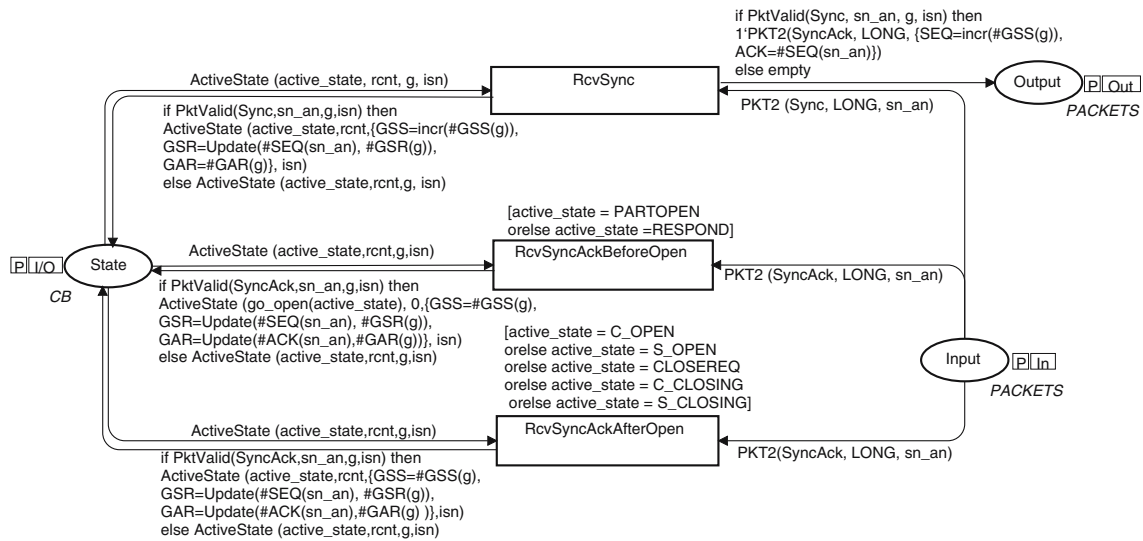 if PktValid(Sync, sn_an, g, isn) then
1‘PKT2(SyncAck, LONG, {SEQ=incr(#GSS(g)),
ACK=#SEQ(sn_an)})
else empty
ActiveState (active_state, rcnt, g, isn)
RcvSync
Output
P Out
PACKETS
PKT2 (Sync, LONG, sn_an)
if PktValid(Sync,sn_an,g,isn) then
ActiveState (active_state,rcnt,{GSS=incr(#GSS(g)),
GSR=Update(#SEQ(sn_an), #GSR(g)),
GAR=#GAR(g)}, isn)
else ActiveState (active_state,rcnt,g, isn)
[active_state = PARTOPEN
orelse active_state =RESPOND]
ActiveState (active_state,rcnt,g,isn)
RcvSyncAckBeforeOpen
P I/O
State
CB
PKT2 (SyncAck, LONG, sn_an)
if PktValid(SyncAck,sn_an,g,isn) then
ActiveState (go_open(active_state), 0,{GSS=#GSS(g),
GSR=Update(#SEQ(sn_an), #GSR(g)),
GAR=Update(#ACK(sn_an),#GAR(g))}, isn)
else ActiveState (active_state,rcnt,g,isn)
[active_state = C_OPEN
orelse active_state = S_OPEN
orelse active_state = CLOSEREQ
orelse active_state = C_CLOSING
orelse active_state = S_CLOSING]
Input
P In
PACKETS
ActiveState (active_state,rcnt,g,isn)
RcvSyncAckAfterOpen
PKT2(SyncAck, LONG, sn_an)
if PktValid(SyncAck,sn_an,g,isn) then
ActiveState (active_state,rcnt,{GSS=#GSS(g),
GSR=Update(#SEQ(sn_an), #GSR(g)),
GAR=Update(#ACK(sn_an),#GAR(g) )},isn)
else ActiveState (active_state,rcnt,g,isn)